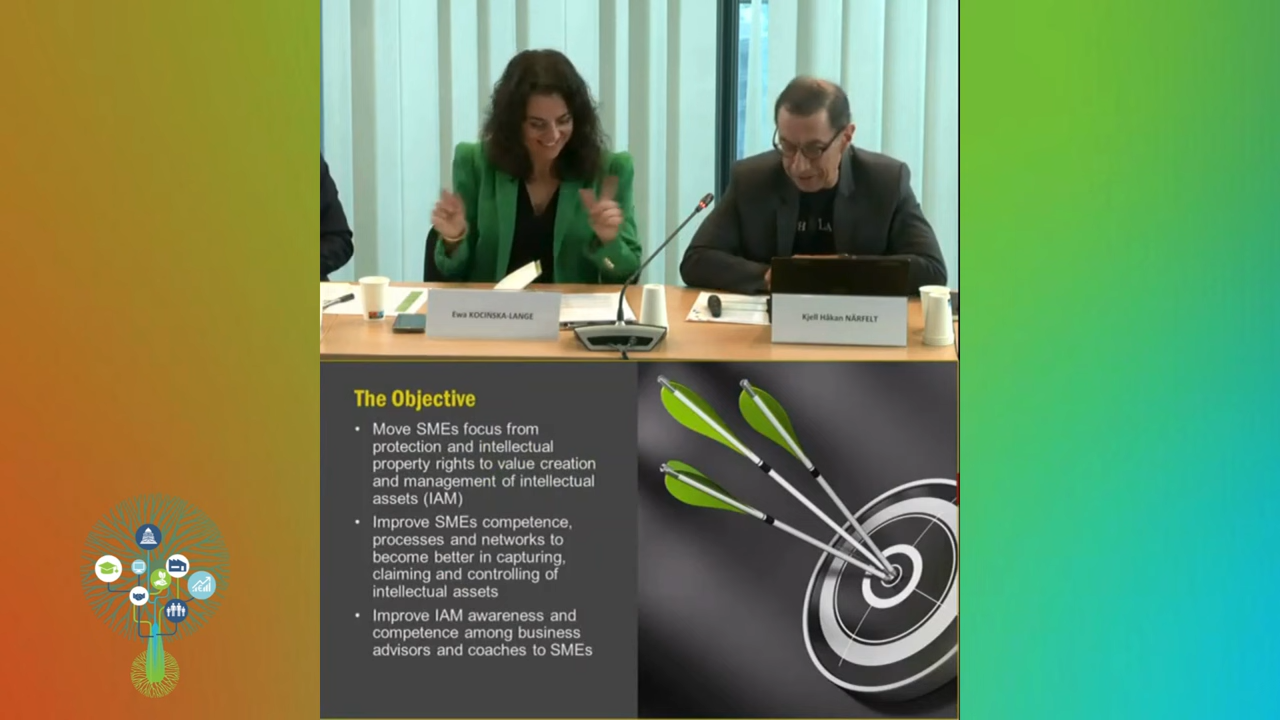 H LA
Ewa KOCIŃSKA-LANGE
Kjell Håkan NÄRFELT
The Objective
• Move SMEs focus from
protection and intellectual
property rights to value creation
and management of intellectual
assets (IAM)
• Improve SMEs competence,
processes and networks to
become better in capturing,
claiming and controlling of
intellectual assets
• Improve IAM awareness and
competence among business
advisors and coaches to SMEs